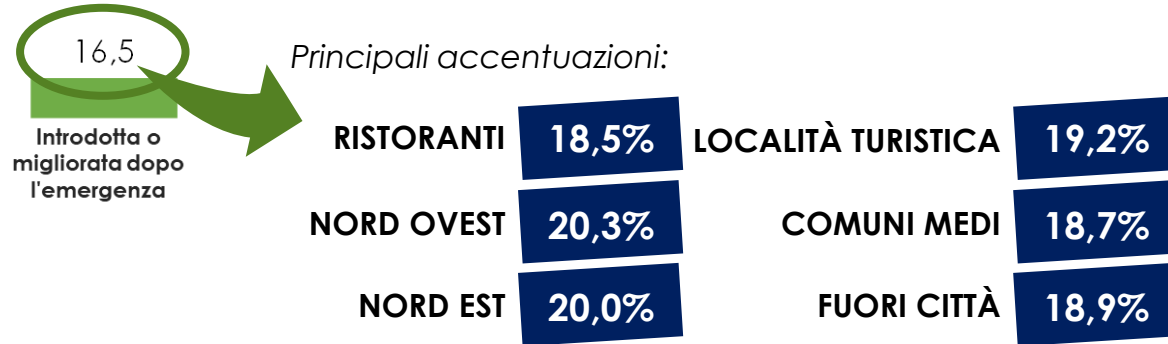 16,5
Introdotta o
migliorata dopo
l'emergenza
Principali accentuazioni:
RISTORANTI 18,5%
NORD OVEST 20,3%
NORD EST 20,0%
LOCALITÀ TURISTICA 19,2%
COMUNI MEDI 18,7%
FUORI CITTÀ 18,9%